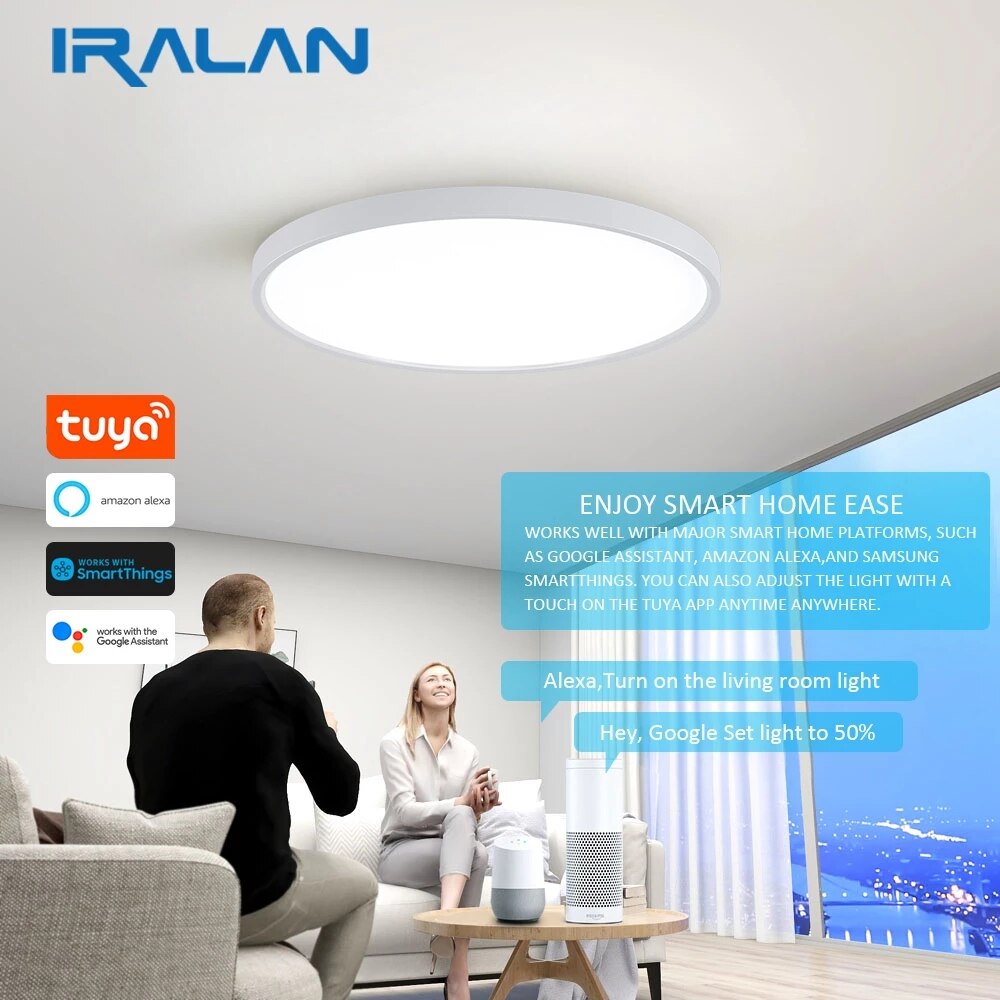 IRALAN
tuya
amazon alexa
WORKS WITH
SmartThings
works with the
Google Assistant
ENJOY SMART HOME EASE
WORKS WELL WITH MAJOR SMART HOME PLATFORMS, SUCH
AS GOOGLE ASSISTANT, AMAZON ALEXA,AND SAMSUNG
SMARTTHINGS. YOU CAN ALSO ADJUST THE LIGHT WITH A
TOUCH ON THE TUYA APP ANYTIME ANYWHERE.
Alexa,Turn on the living room light
Hey, Google Set light to 50%